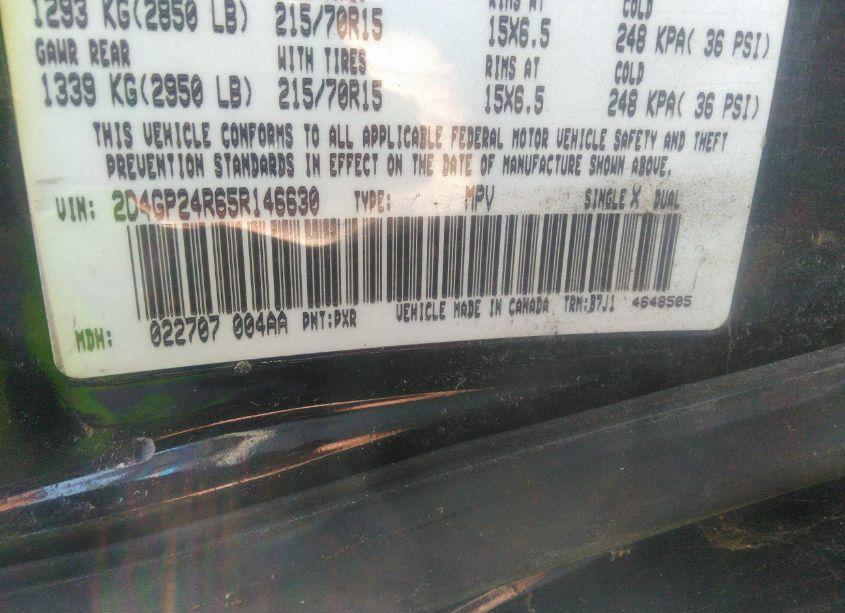 1293 KG(2850 LB) 215/70R15 15X6.5 248 KPA( 36 PSI)
GAWR REAR WITH TIRES RIMS AT COLD
1339 KG(2950 LB) 215/70R15 15X6.5 248 KPA( 36 PSI)
THIS VEHICLE CONFORMS TO ALL APPLICABLE FEDERAL MOTOR VEHICLE SAFETY AND THEFT
PREVENTION STANDARDS IN EFFECT ON THE DATE OF MANUFACTURE SHOWN ABOVE.
VIN: 2D4GP24R65R146630 TYPE: MPV SINGLE X DUAL
MDH: 022707 004AA PNT:DXR VEHICLE MADE IN CANADA TRM:B7J1 4648505